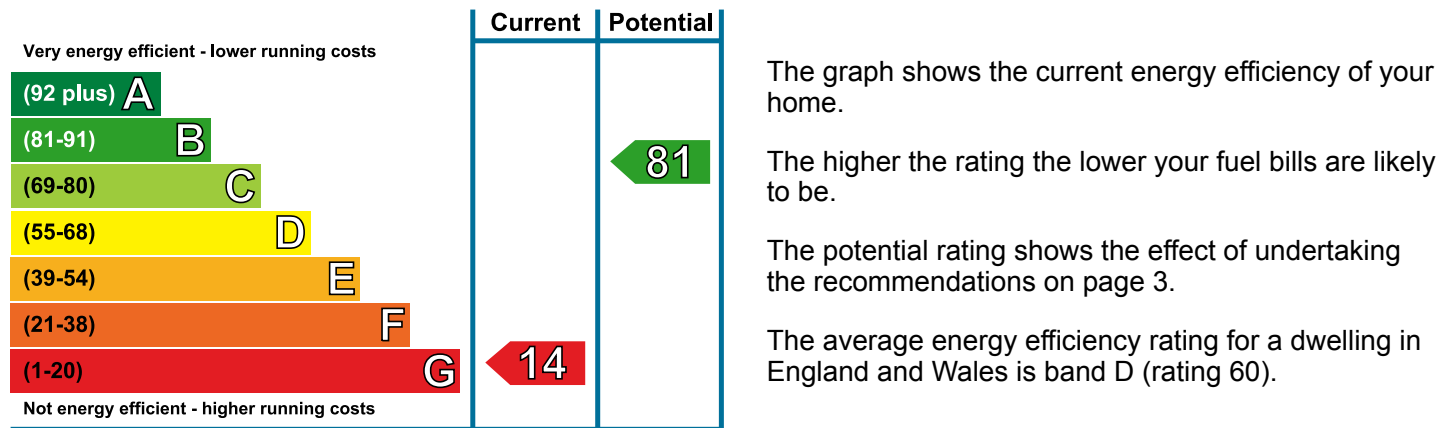 Current Potential
Very energy efficient - lower running costs
(92 plus) A
(81-91) B
81
(69-80) C
(55-68) D
(39-54) E
(21-38) F
(1-20) G
14
Not energy efficient - higher running costs
The graph shows the current energy efficiency of your
home.
The higher the rating the lower your fuel bills are likely
to be.
The potential rating shows the effect of undertaking
the recommendations on page 3.
The average energy efficiency rating for a dwelling in
England and Wales is band D (rating 60).